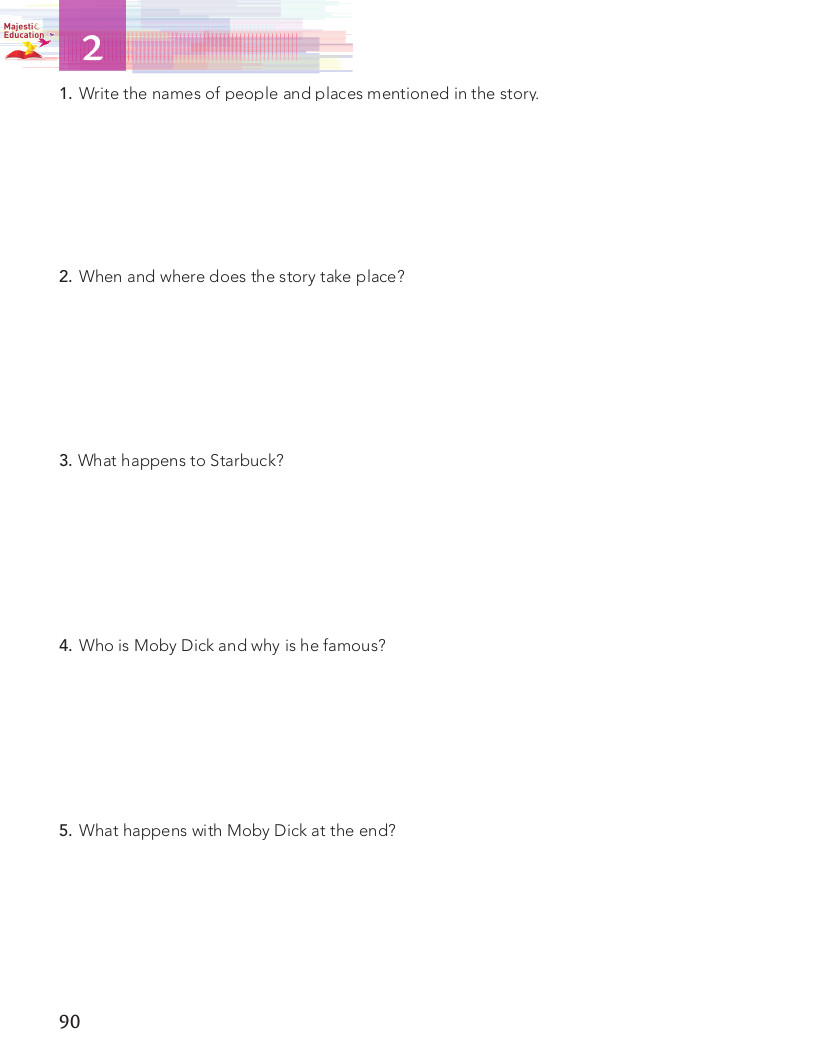 Majestic
Education
2
1. Write the names of people and places mentioned in the story.
2. When and where does the story take place?
3. What happens to Starbuck?
4. Who is Moby Dick and why is he famous?
5. What happens with Moby Dick at the end?
90